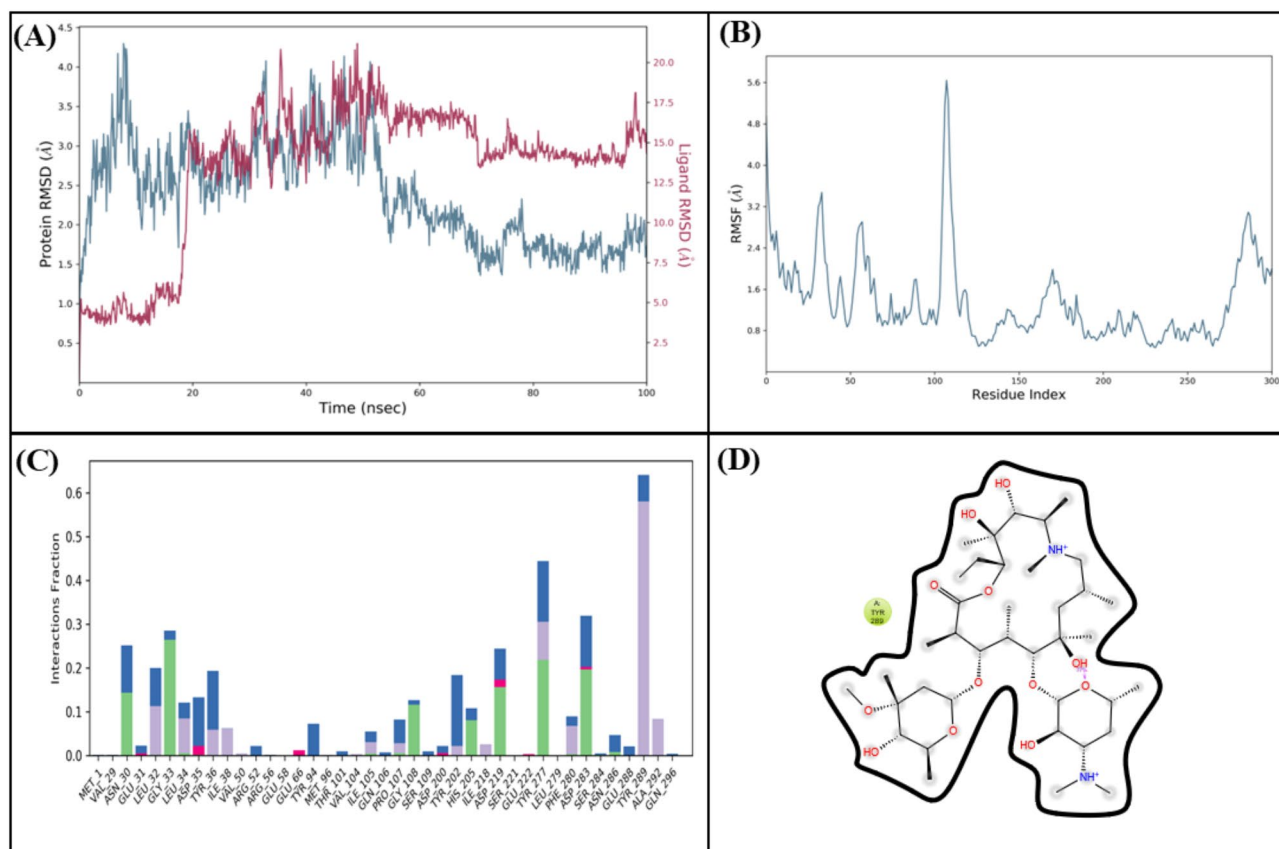 (A)
4.5
4.0
3.5
3.0
2.5
2.0
1.5
1.0
0.5
Protein RMSD (Å)
20.0
17.5
15.0
12.5
10.0
7.5
5.0
2.5
Ligand RMSD (Å)
0 20 40 60 80 100
Time (nsec)
(B)
5.6
4.8
4.0
3.2
2.4
1.6
0.8
RMSF (Å)
0 50 100 150 200 250 300
Residue Index
(C)
0.6
0.5
0.4
0.3
0.2
0.1
0.0
Interactions Fraction
MET_1
VAL_29
ASN_30
GLU_31
LEU_32
GLY_33
LEU_34
ASP_35
TYR_36
ILE_38
VAL_50
ARG_52
ARG_56
GLU_58
GLU_66
TYR_94
MET_96
THR_101
VAL_104
ILE_105
GLN_106
PRO_107
GLY_108
SER_109
ASP_200
TYR_202
HIS_205
ILE_218
ASP_219
SER_221
GLU_222
TYR_277
LEU_279
PHE_280
ASP_283
SER_284
ASN_286
GLU_288
TYR_289
ALA_292
GLN_296
(D)
HO
HO
NH+
O
O
A:
TYR
289
OH
O
O
O
O
HO
O
HO
NH+